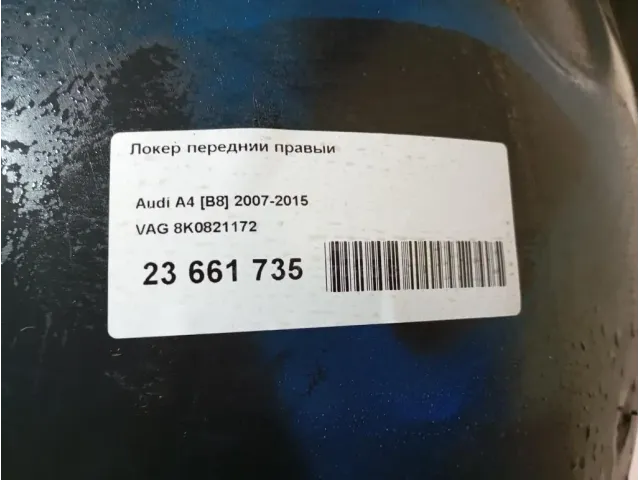 Локер передний правый
Audi A4 [B8] 2007-2015
VAG 8K0821172
23 661 735